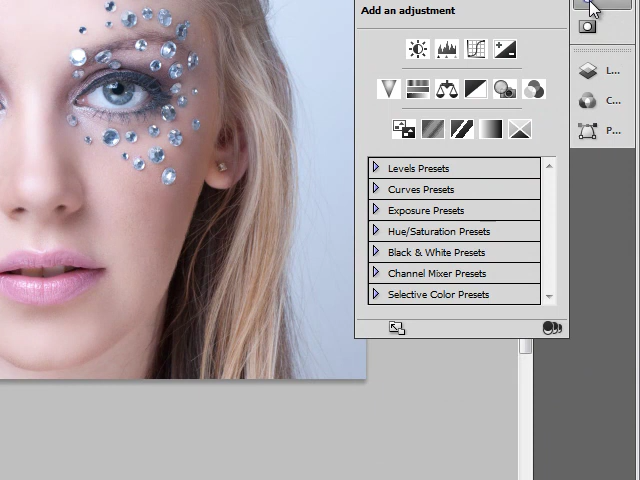 Add an adjustment
L...
C...
P...
Levels Presets
Curves Presets
Exposure Presets
Hue/Saturation Presets
Black & White Presets
Channel Mixer Presets
Selective Color Presets